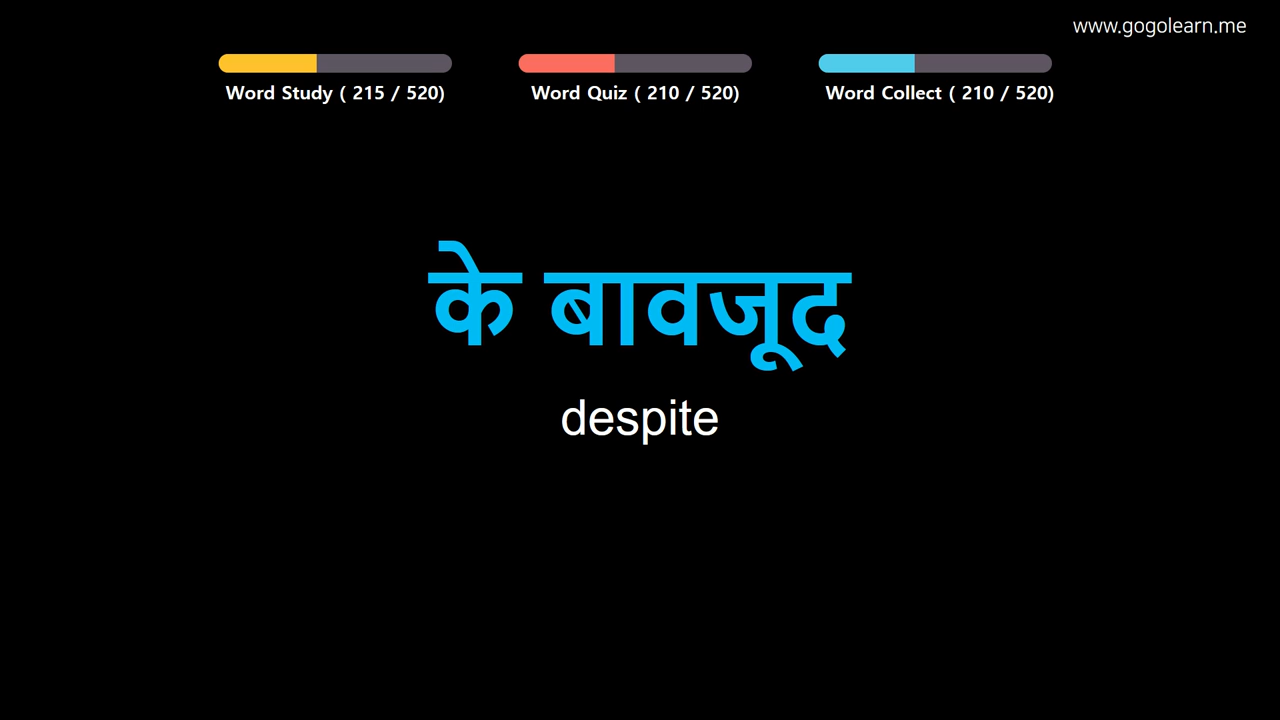 www.gogolearn.me
Word Study ( 215 / 520)
Word Quiz ( 210 / 520)
Word Collect ( 210 / 520)
के बावजूद
despite